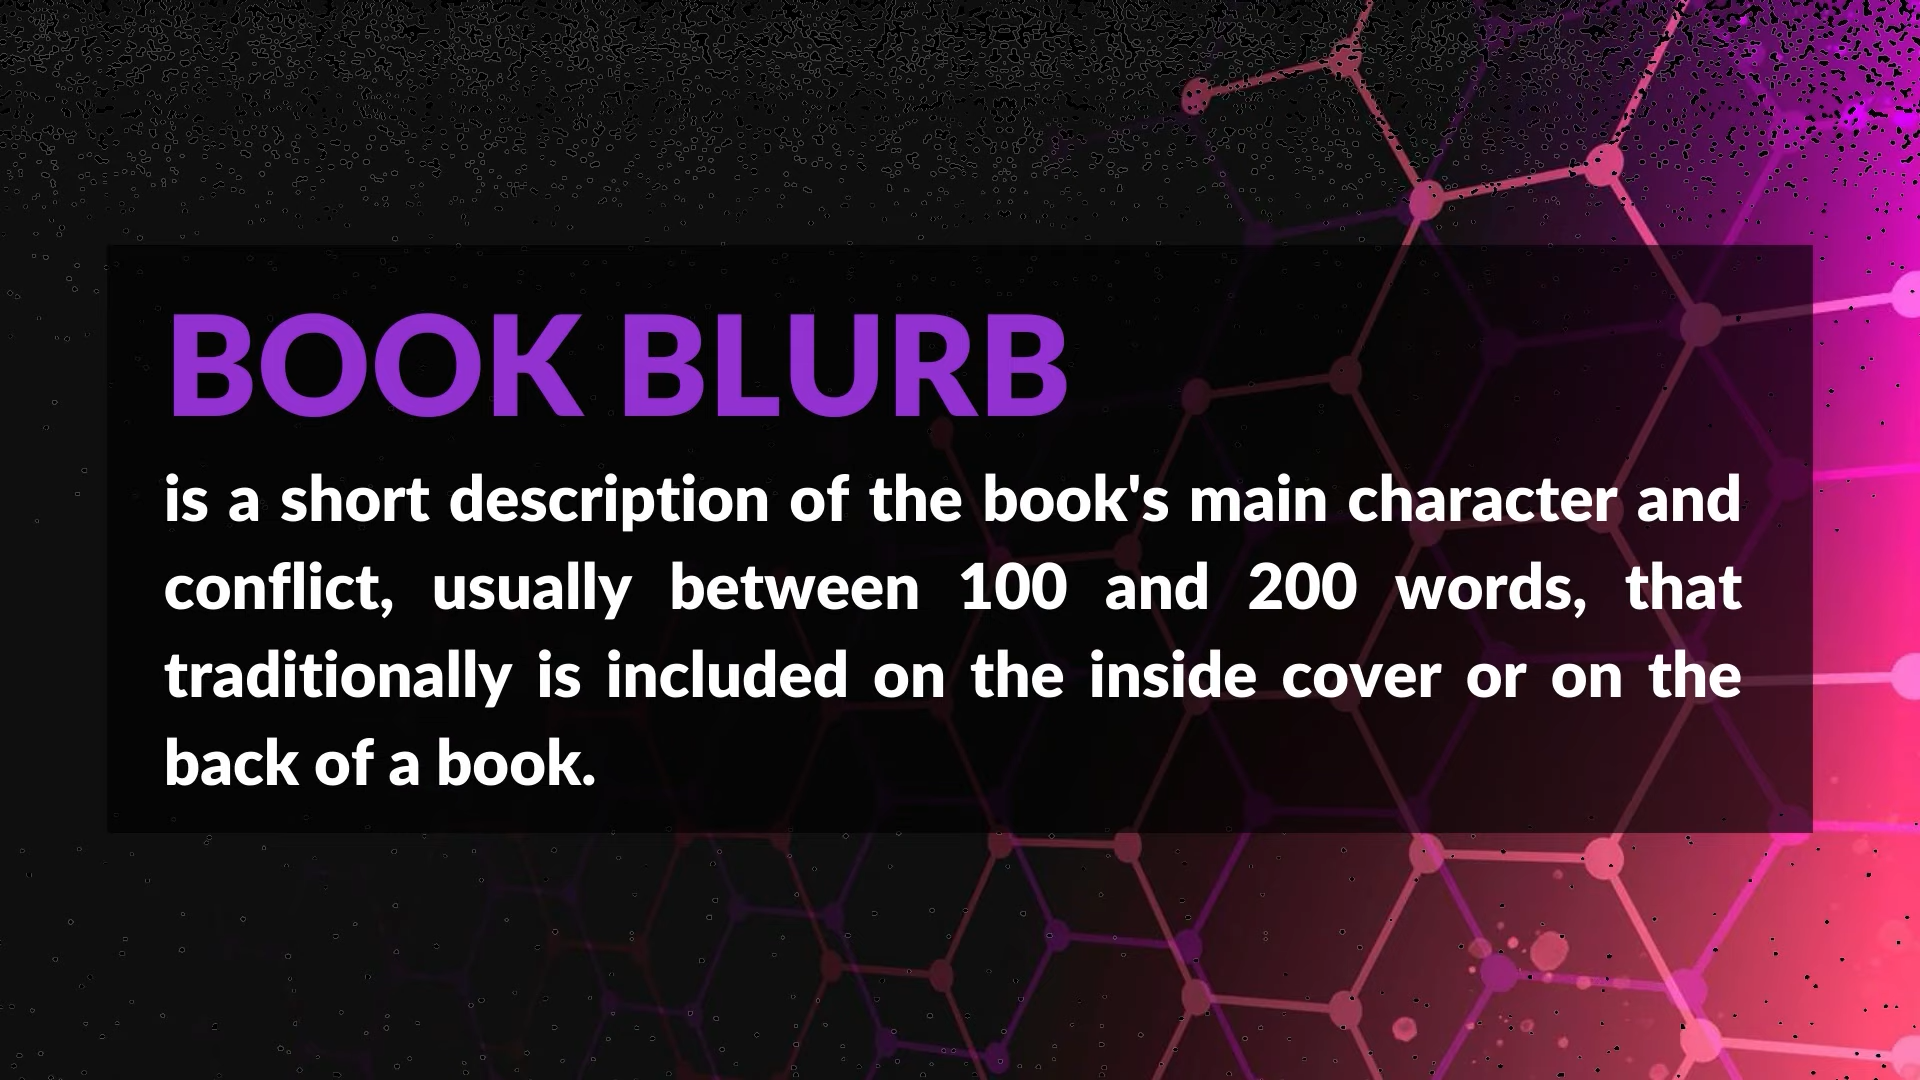 BOOK BLURB
is a short description of the book's main character and
conflict, usually between 100 and 200 words, that
traditionally is included on the inside cover or on the
back of a book.